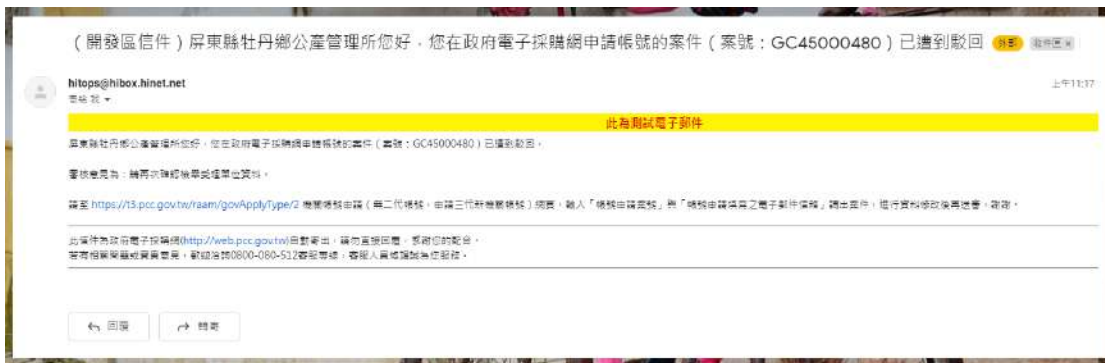 (開發區信件)屏東縣牡丹鄉公產管理所您好,您在政府電子採購網申請帳號的案件(案號:GC45000480)已遭到駁回 外部 收件匣 x
hitops@hibox.hinet.net
上午11:17
寄給 我
此為測試電子郵件
屏東縣牡丹鄉公產管理所您好,您在政府電子採購網申請帳號的案件(案號:GC45000480)已遭到駁回。
審核意見為:請再次確認檢舉受理單位資料。
請至 https://t3.pcc.gov.tw/raam/govApplyType/2 機關帳號申請(無二代帳號,申請三代新機關帳號)網頁,輸入「帳號申請案號」與「帳號申請填寫之電子郵件信箱」調出案件,進行資料修改後再送審,謝謝。
此信件為政府電子採購網(http://web.pcc.gov.tw)自動寄出,請勿直接回覆,感謝您的配合。
若有相關問題或寶貴意見,歡迎洽詢0800-080-512客服專線,客服人員將竭誠為您服務。
回覆
轉寄